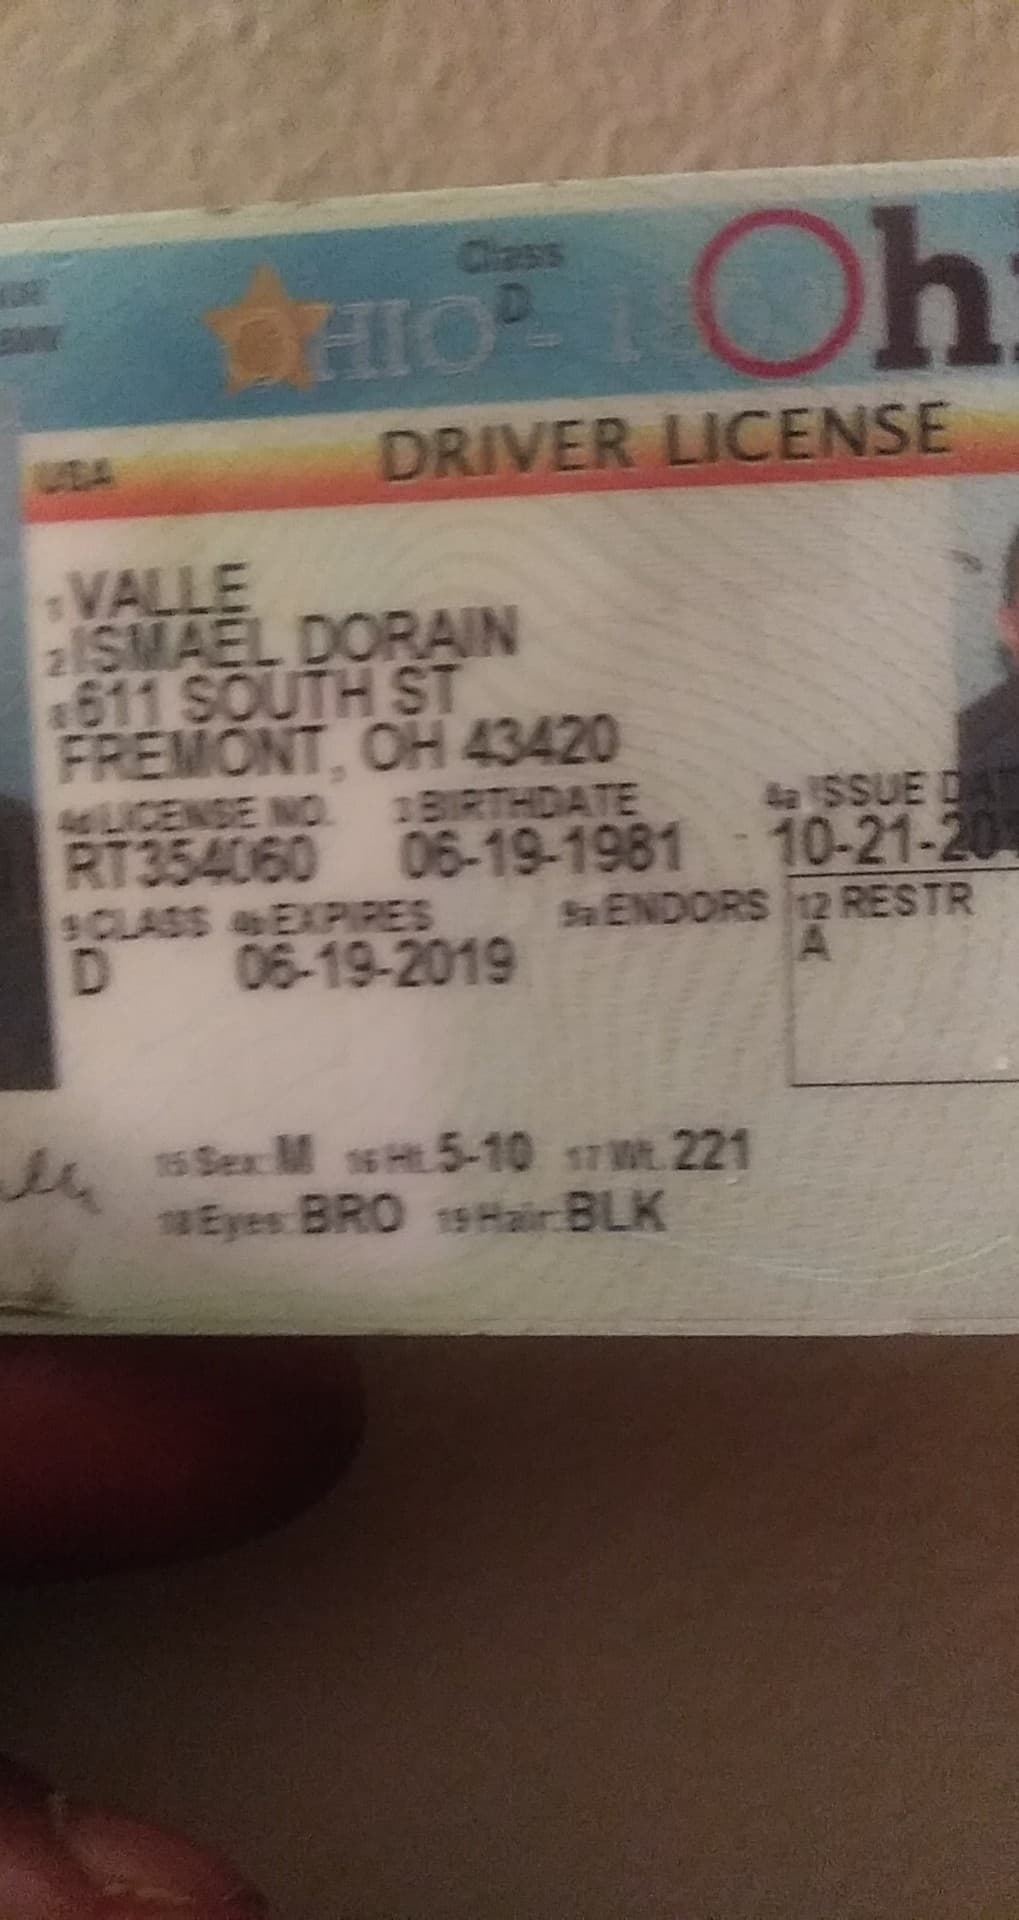 Class
D
OHIO - 18
Ohi
USA
DRIVER LICENSE
1 VALLE
2 ISMAEL DORAIN
8 611 SOUTH ST
FREMONT, OH 43420
4d LICENSE NO. 3 BIRTHDATE 4a ISSUE DAT
RT354060 06-19-1981 10-21-20
9 CLASS 4b EXPIRES 9a ENDORS 12 RESTR
D 06-19-2019 A
15 Sex: M 16 Ht. 5-10 17 Wt. 221
18 Eyes: BRO 19 Hair: BLK